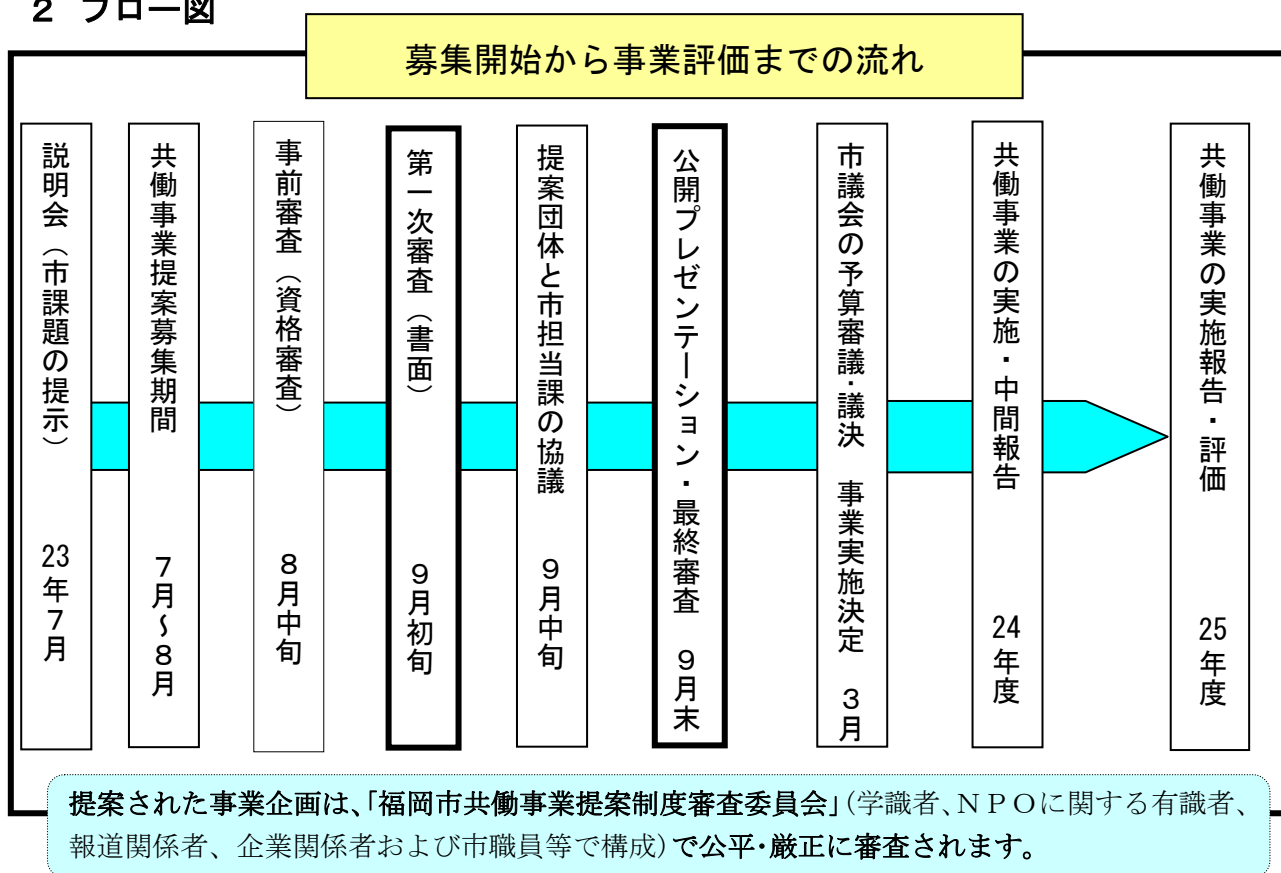 2 フロー図
募集開始から事業評価までの流れ
説明会（市課題の提示） 23年7月
共働事業提案募集期間 ７月～８月
事前審査（資格審査） ８月中旬
第一次審査（書面） ９月初旬
提案団体と市担当課の協議 ９月中旬
公開プレゼンテーション・最終審査 ９月末
市議会の予算審議・議決 事業実施決定 ３月
共働事業の実施・中間報告 24年度
共働事業の実施報告・評価 25年度
提案された事業企画は、「福岡市共働事業提案制度審査委員会」（学識者、ＮＰＯに関する有識者、
報道関係者、企業関係者および市職員等で構成）で公平・厳正に審査されます。